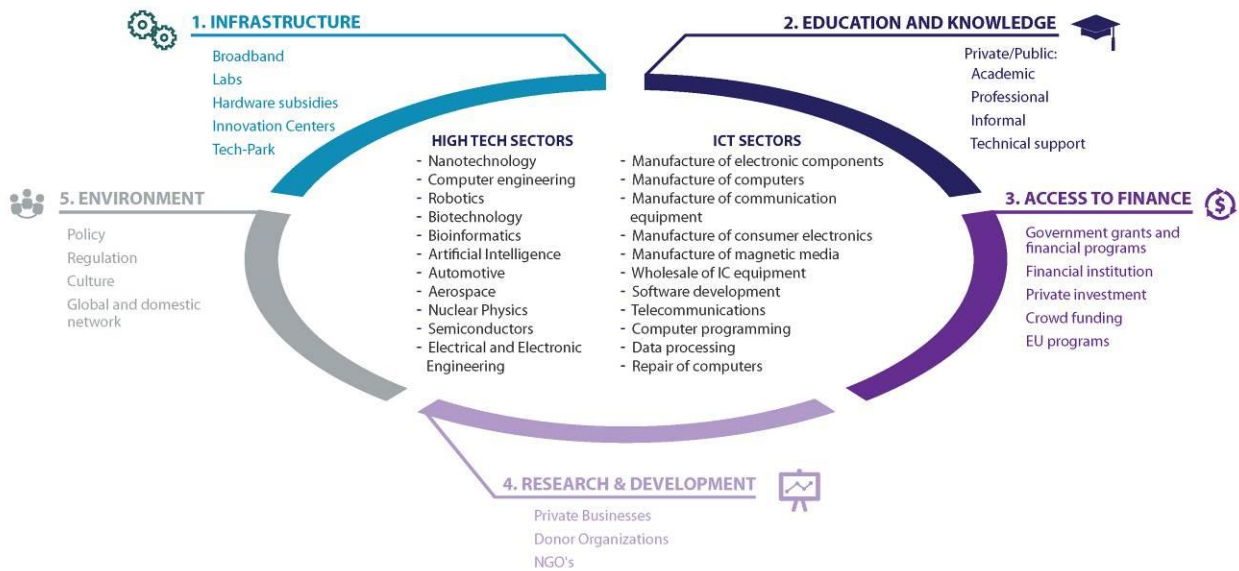 1. INFRASTRUCTURE
Broadband
Labs
Hardware subsidies
Innovation Centers
Tech-Park
2. EDUCATION AND KNOWLEDGE
Private/Public:
Academic
Professional
Informal
Technical support
HIGH TECH SECTORS
- Nanotechnology
- Computer engineering
- Robotics
- Biotechnology
- Bioinformatics
- Artificial Intelligence
- Automotive
- Aerospace
- Nuclear Physics
- Semiconductors
- Electrical and Electronic
Engineering
ICT SECTORS
- Manufacture of electronic components
- Manufacture of computers
- Manufacture of communication
equipment
- Manufacture of consumer electronics
- Manufacture of magnetic media
- Wholesale of IC equipment
- Software development
- Telecommunications
- Computer programming
- Data processing
- Repair of computers
3. ACCESS TO FINANCE
$
Government grants and
financial programs
Financial institution
Private investment
Crowd funding
EU programs
5. ENVIRONMENT
Policy
Regulation
Culture
Global and domestic
network
4. RESEARCH & DEVELOPMENT
Private Businesses
Donor Organizations
NGO's